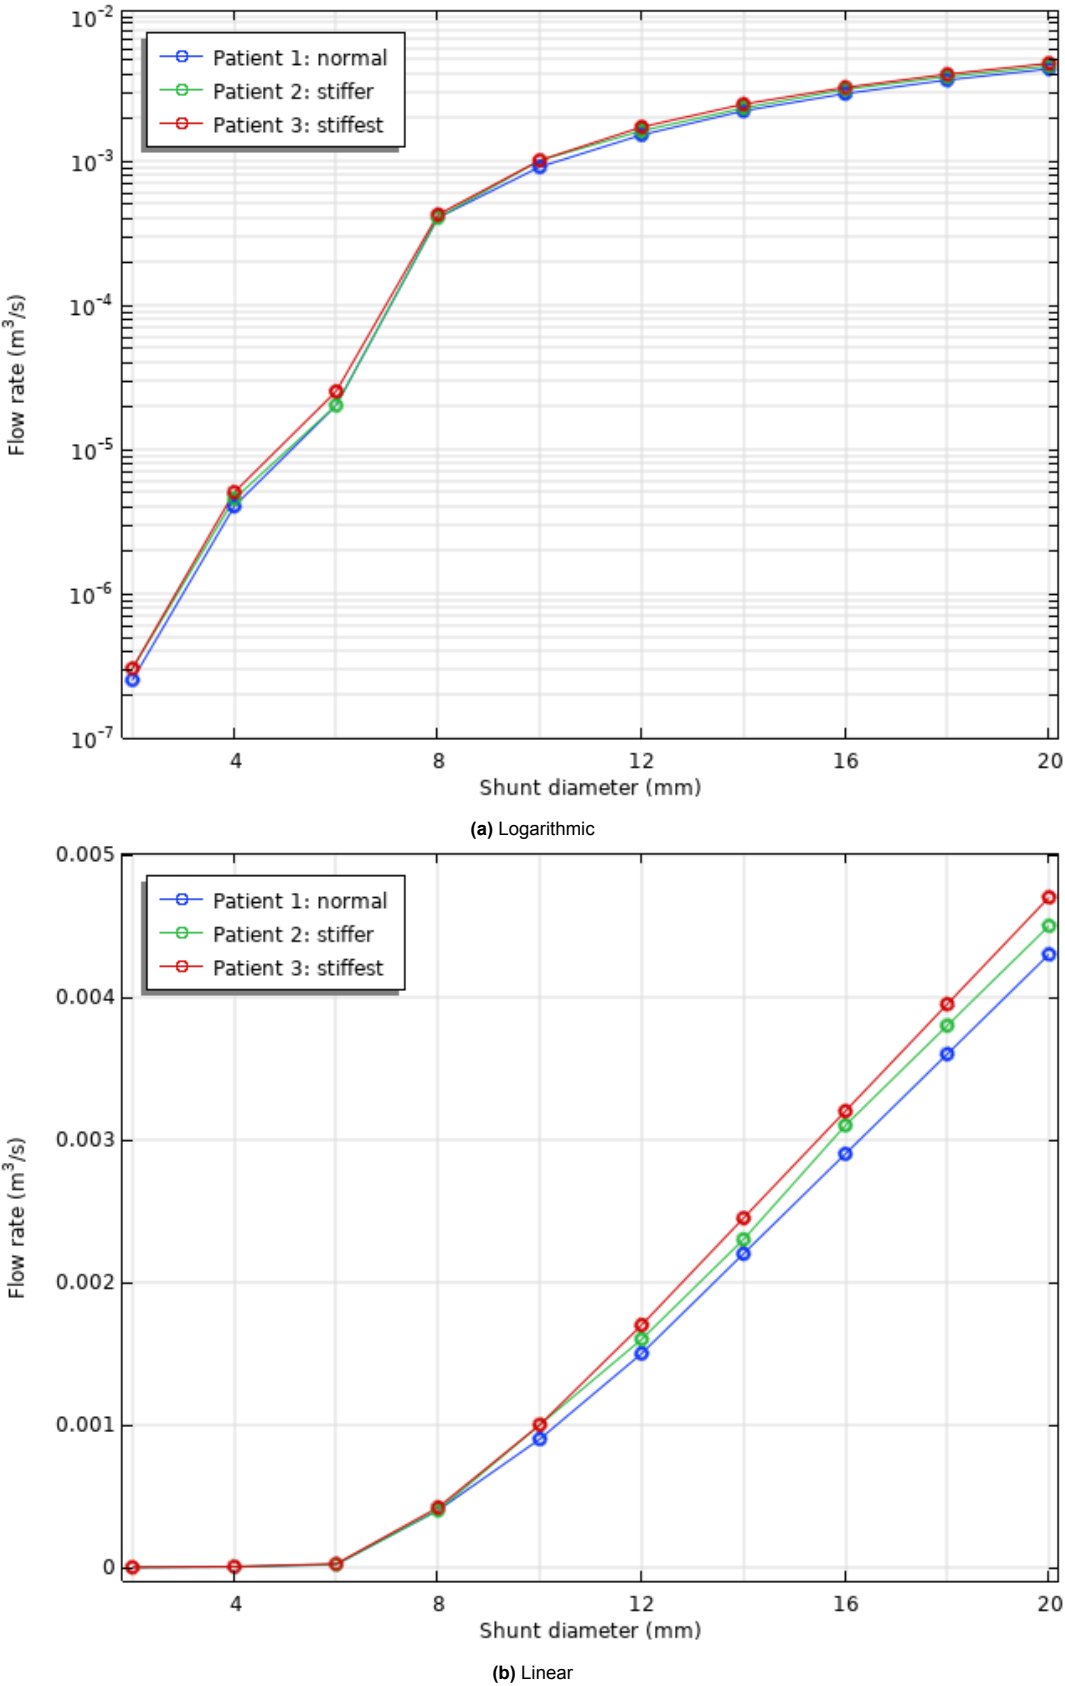 10⁻²
Patient 1: normal
Patient 2: stiffer
Patient 3: stiffest
10⁻³
10⁻⁴
Flow rate (m³/s)
10⁻⁵
10⁻⁶
10⁻⁷
4 8 12 16 20
Shunt diameter (mm)
(a) Logarithmic
0.005
Patient 1: normal
Patient 2: stiffer
Patient 3: stiffest
0.004
0.003
Flow rate (m³/s)
0.002
0.001
0
4 8 12 16 20
Shunt diameter (mm)
(b) Linear